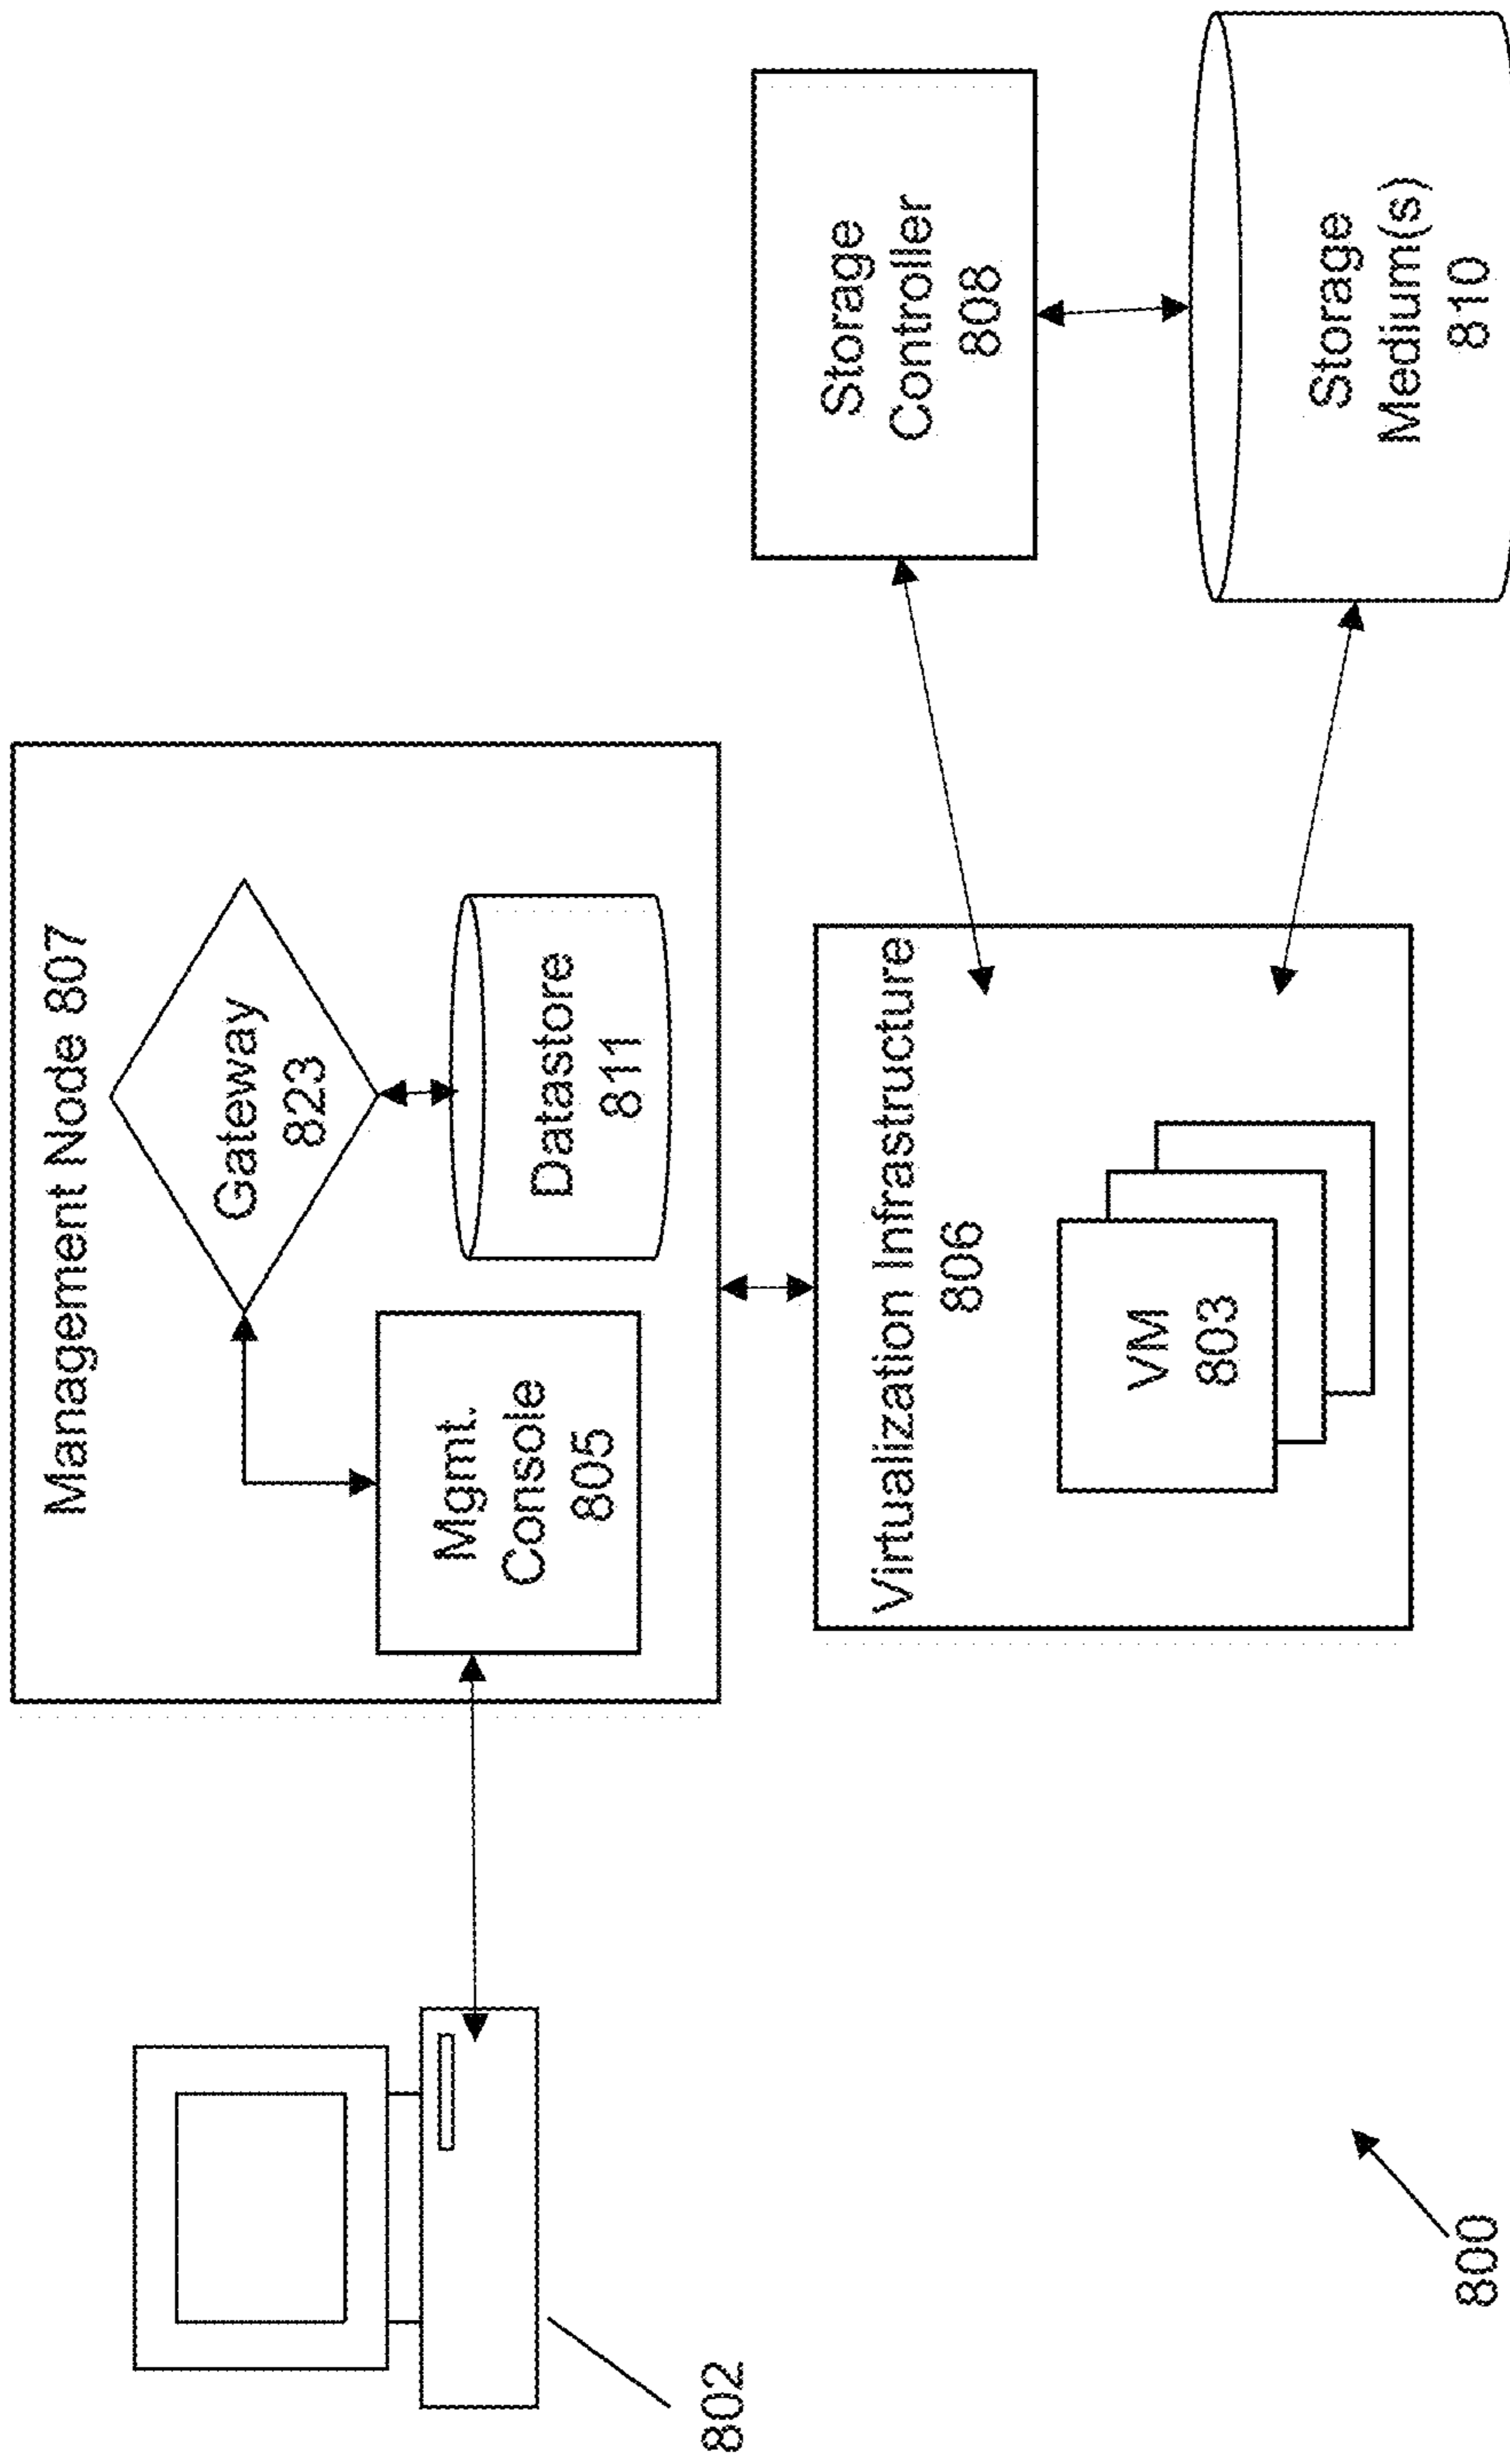 Management Node 807
Gateway
823
Mgmt.
Console
805
Datastore
811
Virtualization Infrastructure
806
VM
803
Storage
Controller
808
Storage
Medium(s)
810
802
800